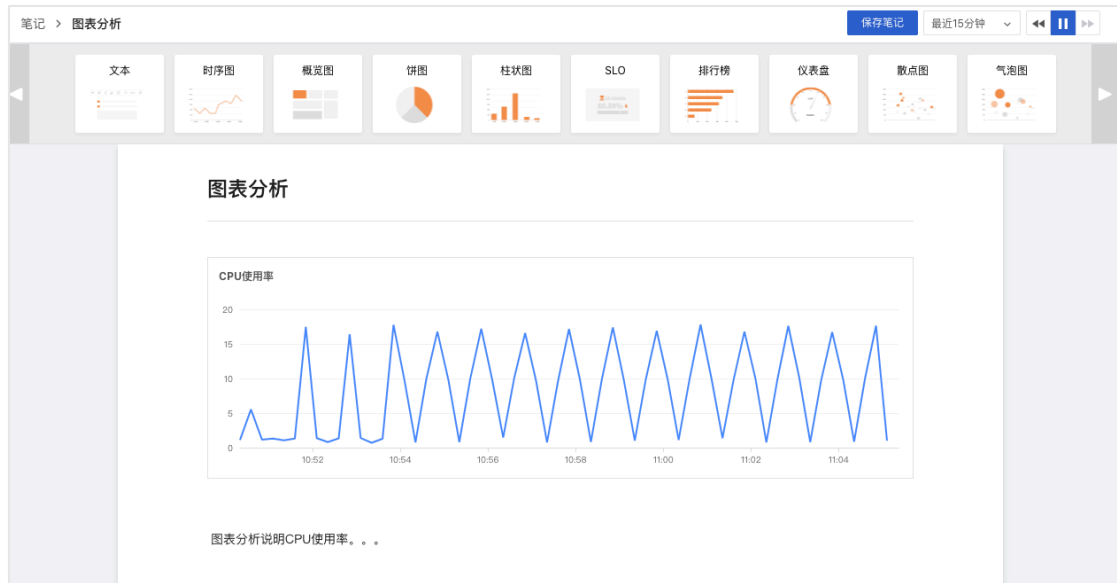 笔记 > 图表分析
保存笔记
最近15分钟
文本
时序图
概览图
饼图
柱状图
SLO
排行榜
仪表盘
散点图
气泡图
图表分析
CPU使用率
20
15
10
5
0
10:52 10:54 10:56 10:58 11:00 11:02 11:04
图表分析说明CPU使用率。。。